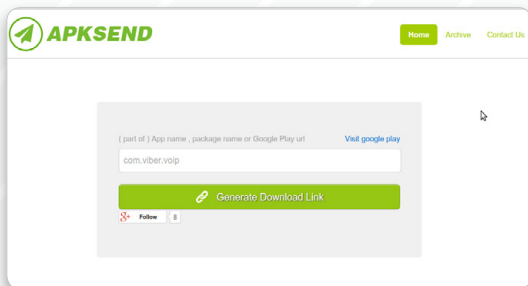 APKSEND
Home Archive Contact Us
( part of ) App name , package name or Google Play url Visit google play
com.viber.voip
Generate Download Link
g+ Follow 8